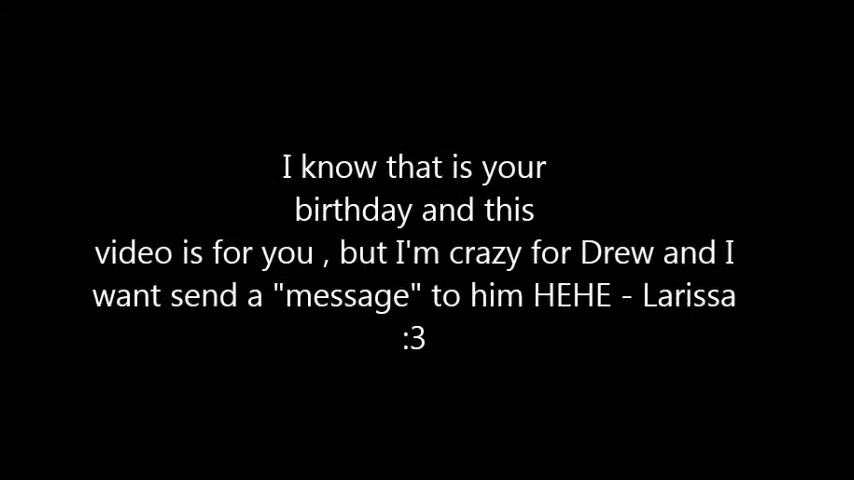 I know that is your
birthday and this
video is for you , but I'm crazy for Drew and I
want send a "message" to him HEHE - Larissa
:3